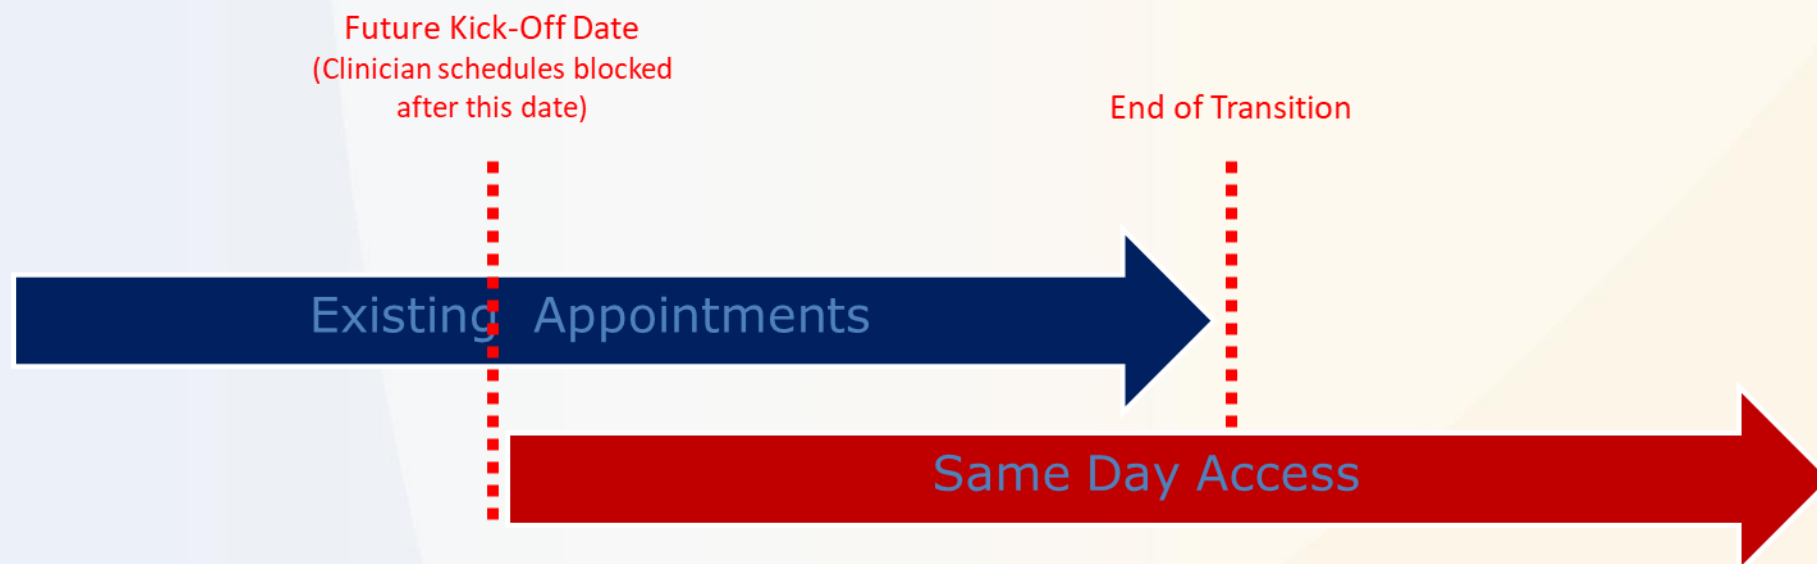 Future Kick-Off Date
(Clinician schedules blocked
after this date)
End of Transition
Existing Appointments
Same Day Access